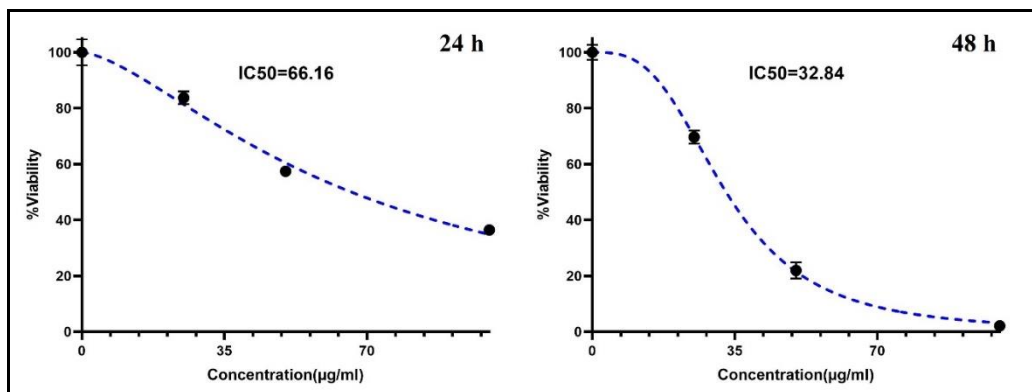 24 h
IC50=66.16
%Viability
100
80
60
40
20
0
0
35
70
Concentration(µg/ml)
48 h
IC50=32.84
%Viability
100
80
60
40
20
0
0
35
70
Concentration(µg/ml)